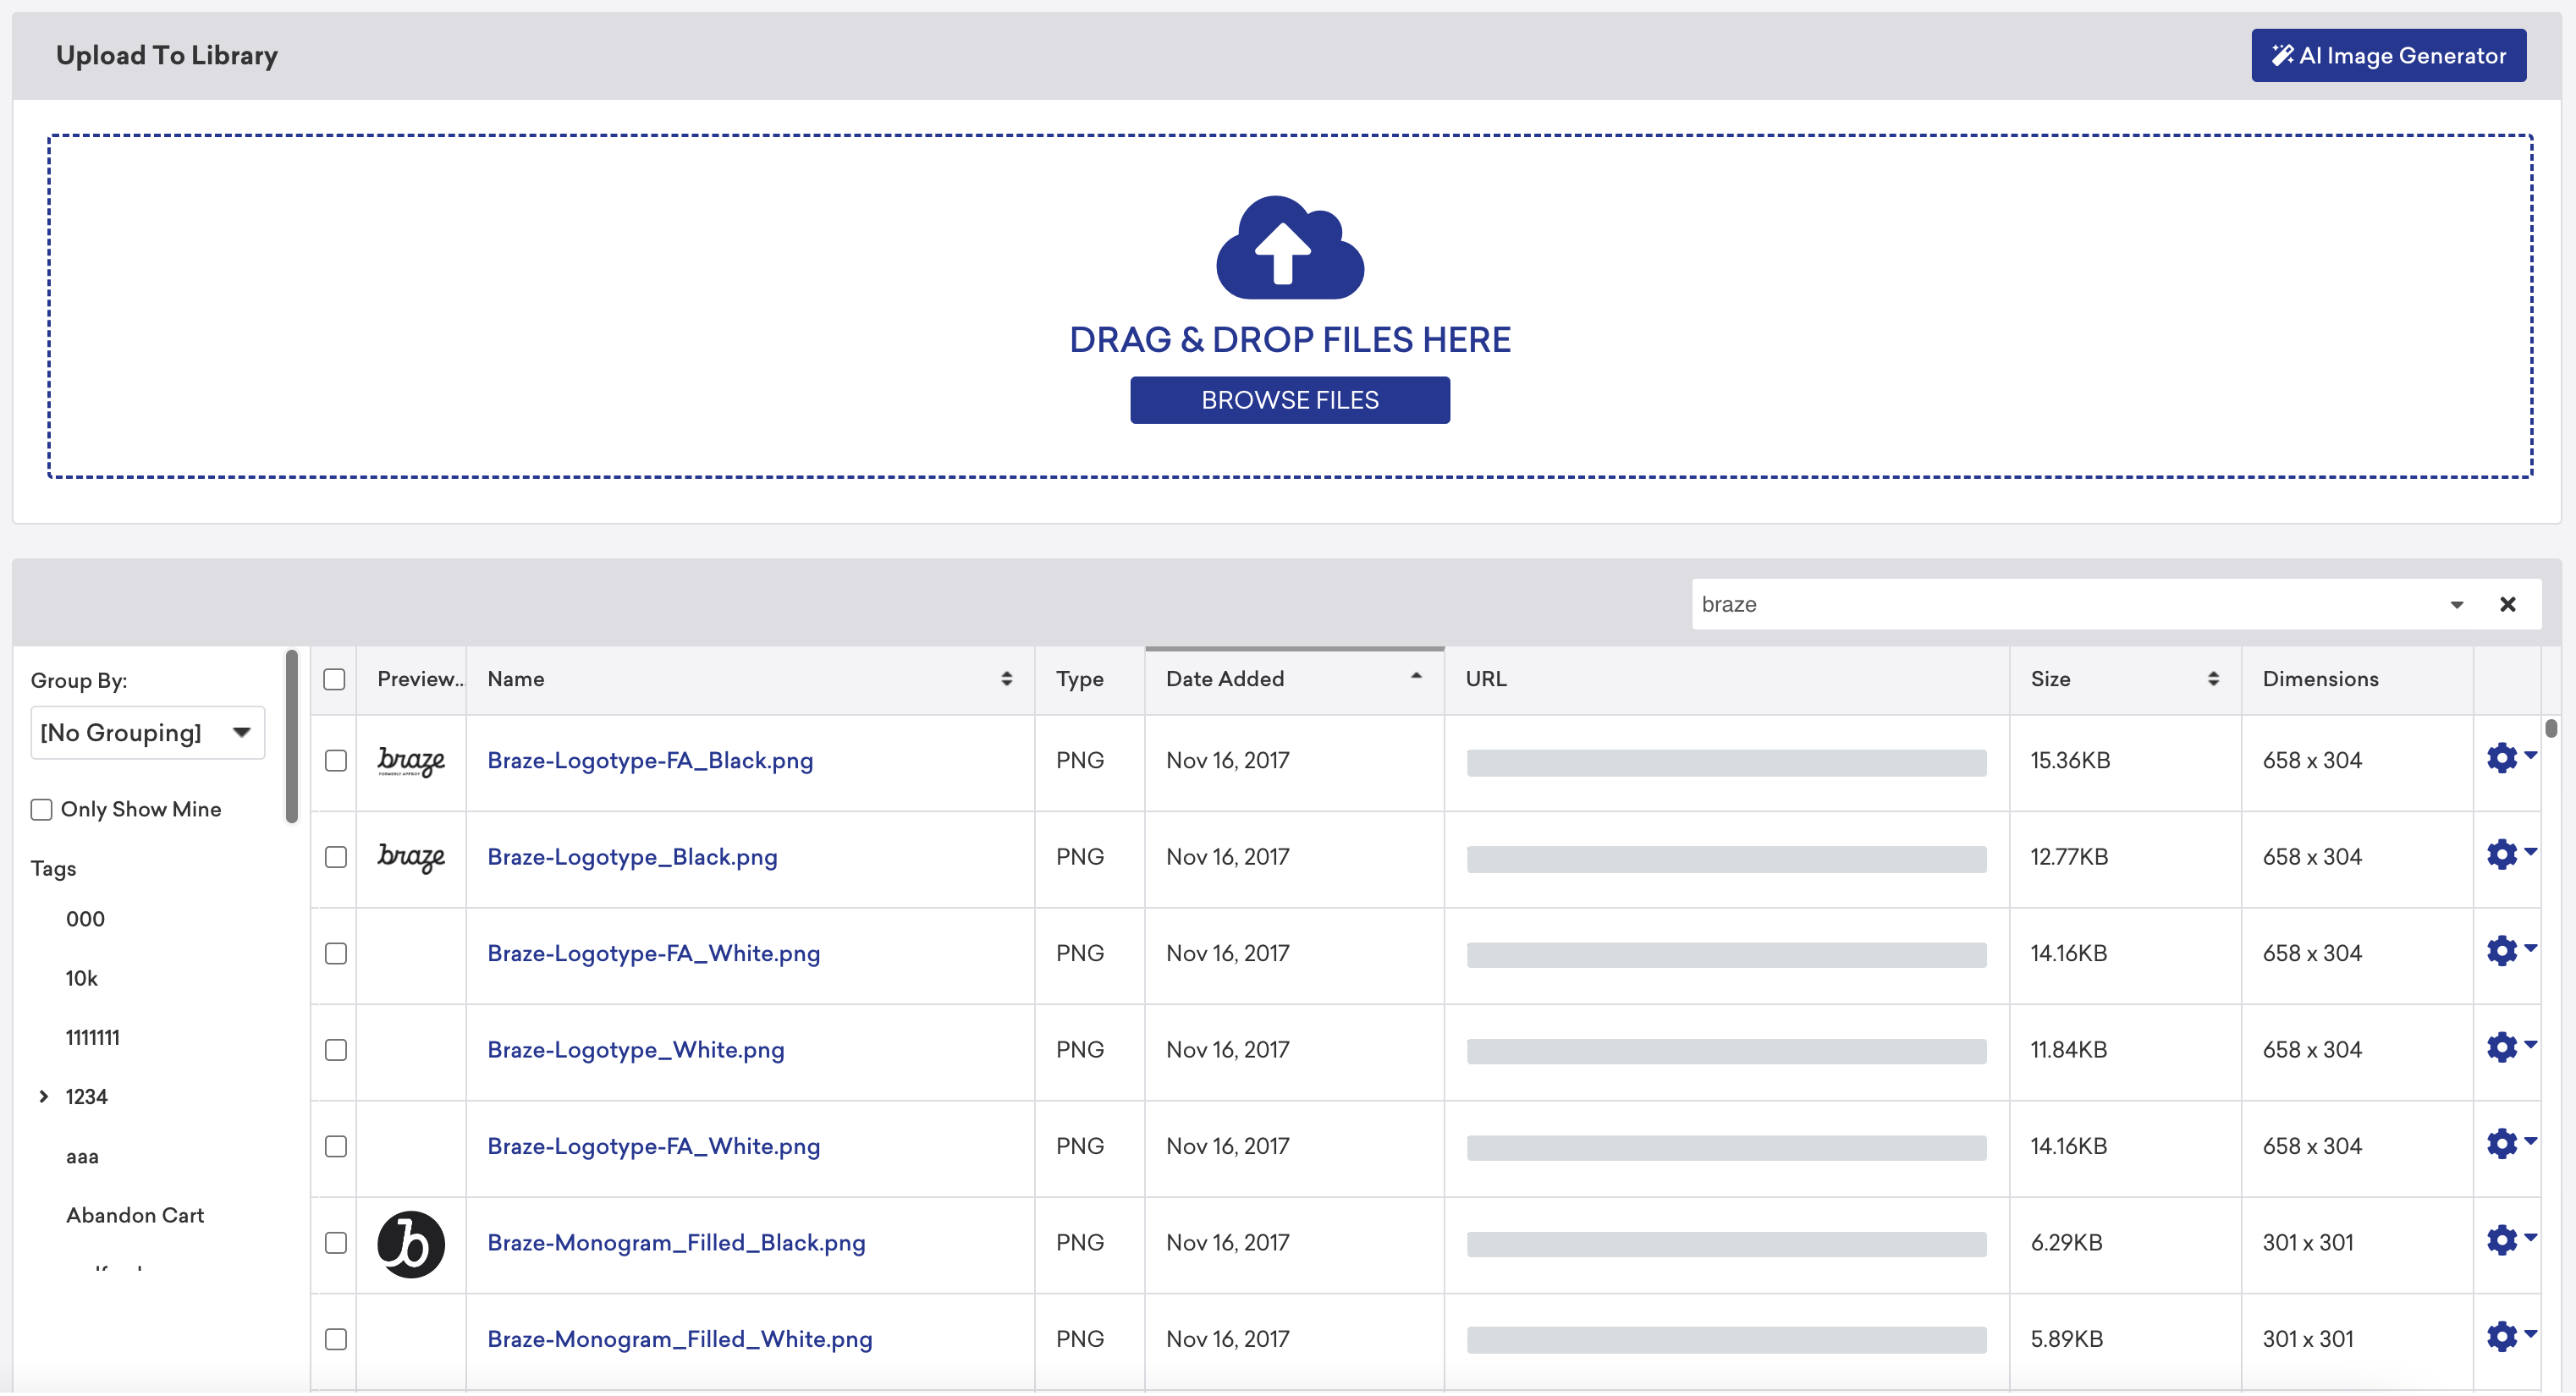 Upload To Library
AI Image Generator
DRAG & DROP FILES HERE
BROWSE FILES
braze
Group By:
[No Grouping]
Only Show Mine
Tags
000
10k
1111111
1234
aaa
Abandon Cart
Preview... Name Type Date Added URL Size Dimensions
braze FORMERLY APPBOY Braze-Logotype-FA_Black.png PNG Nov 16, 2017 15.36KB 658 x 304
braze Braze-Logotype_Black.png PNG Nov 16, 2017 12.77KB 658 x 304
Braze-Logotype-FA_White.png PNG Nov 16, 2017 14.16KB 658 x 304
Braze-Logotype_White.png PNG Nov 16, 2017 11.84KB 658 x 304
Braze-Logotype-FA_White.png PNG Nov 16, 2017 14.16KB 658 x 304
b Braze-Monogram_Filled_Black.png PNG Nov 16, 2017 6.29KB 301 x 301
Braze-Monogram_Filled_White.png PNG Nov 16, 2017 5.89KB 301 x 301